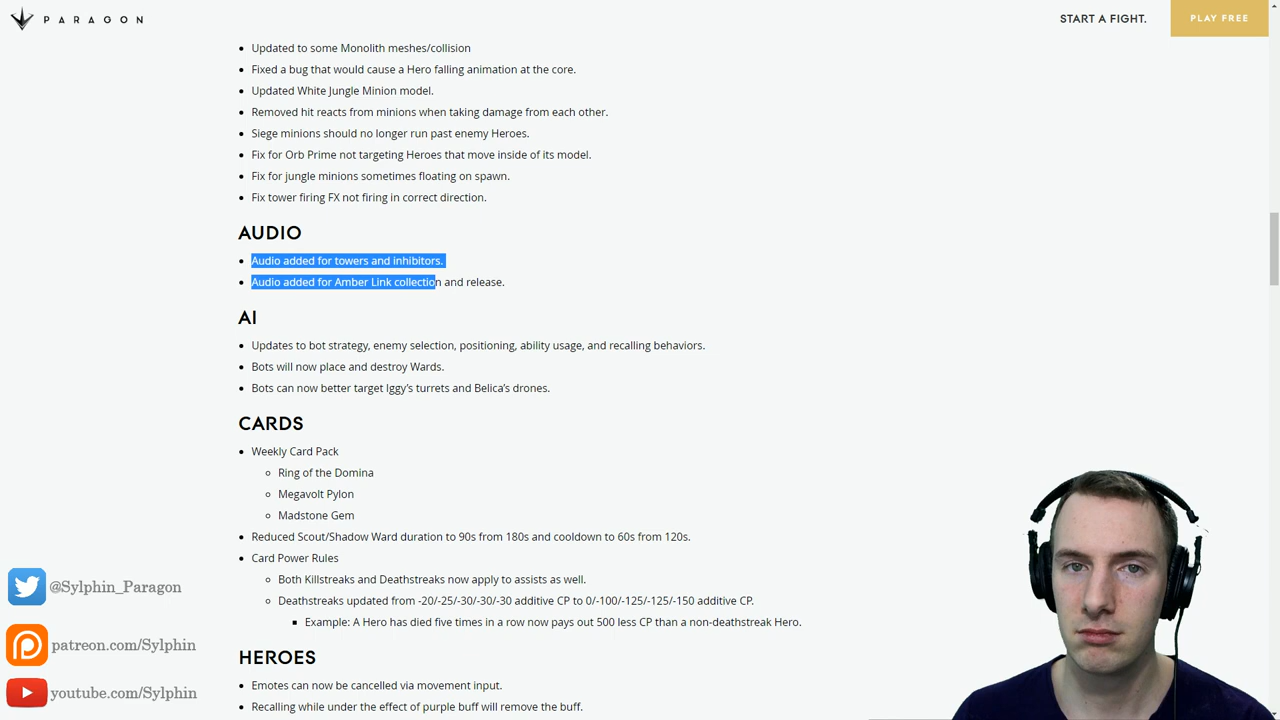 PARAGON
START A FIGHT.
PLAY FREE
Updated to some Monolith meshes/collision
Fixed a bug that would cause a Hero falling animation at the core.
Updated White Jungle Minion model.
Removed hit reacts from minions when taking damage from each other.
Siege minions should no longer run past enemy Heroes.
Fix for Orb Prime not targeting Heroes that move inside of its model.
Fix for jungle minions sometimes floating on spawn.
Fix tower firing FX not firing in correct direction.
AUDIO
Audio added for towers and inhibitors.
Audio added for Amber Link collection and release.
AI
Updates to bot strategy, enemy selection, positioning, ability usage, and recalling behaviors.
Bots will now place and destroy Wards.
Bots can now better target Iggy’s turrets and Belica’s drones.
CARDS
Weekly Card Pack
Ring of the Domina
Megavolt Pylon
Madstone Gem
Reduced Scout/Shadow Ward duration to 90s from 180s and cooldown to 60s from 120s.
Card Power Rules
Both Killstreaks and Deathstreaks now apply to assists as well.
Deathstreaks updated from -20/-25/-30/-30/-30 additive CP to 0/-100/-125/-125/-150 additive CP.
Example: A Hero has died five times in a row now pays out 500 less CP than a non-deathstreak Hero.
HEROES
Emotes can now be cancelled via movement input.
Recalling while under the effect of purple buff will remove the buff.
@Sylphin_Paragon
patreon.com/Sylphin
youtube.com/Sylphin